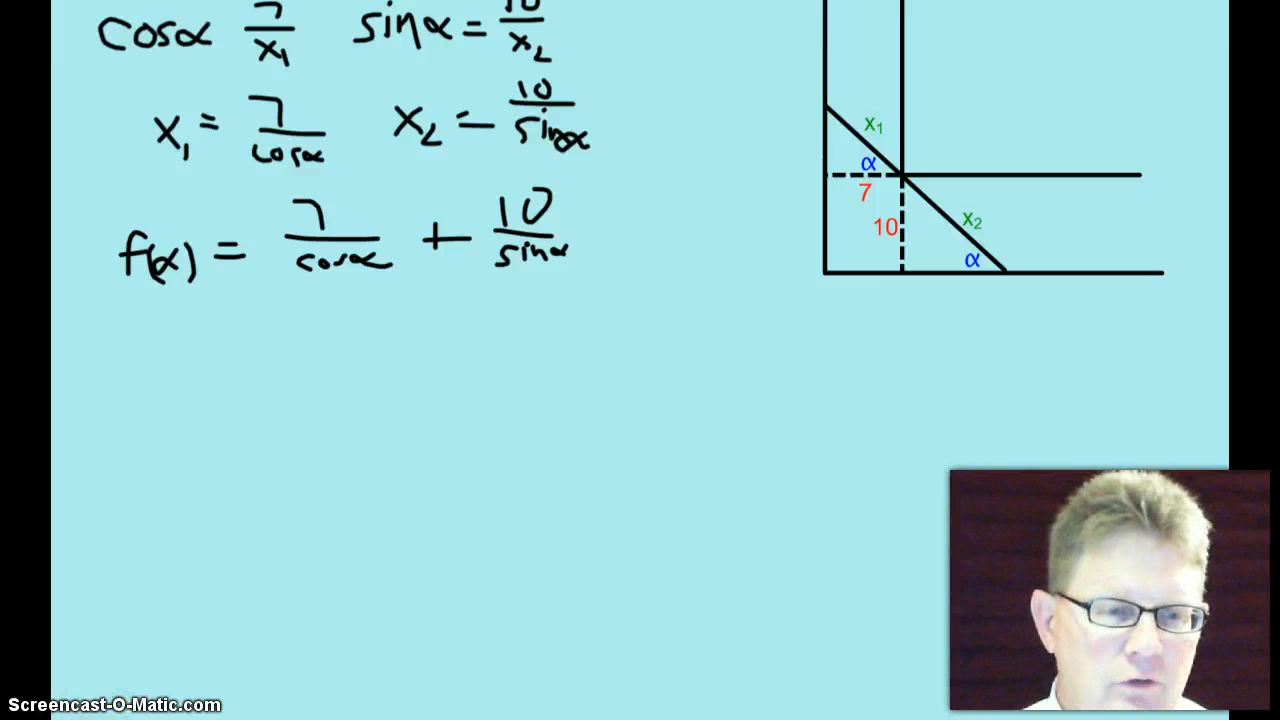 cosα 7/x₁ sinα = 10/x₂
x₁ = 7/cosα x₂ = 10/sinα
f(α) = 7/cosα + 10/sinα
x₁
α
7
10
x₂
α
Screencast-O-Matic.com